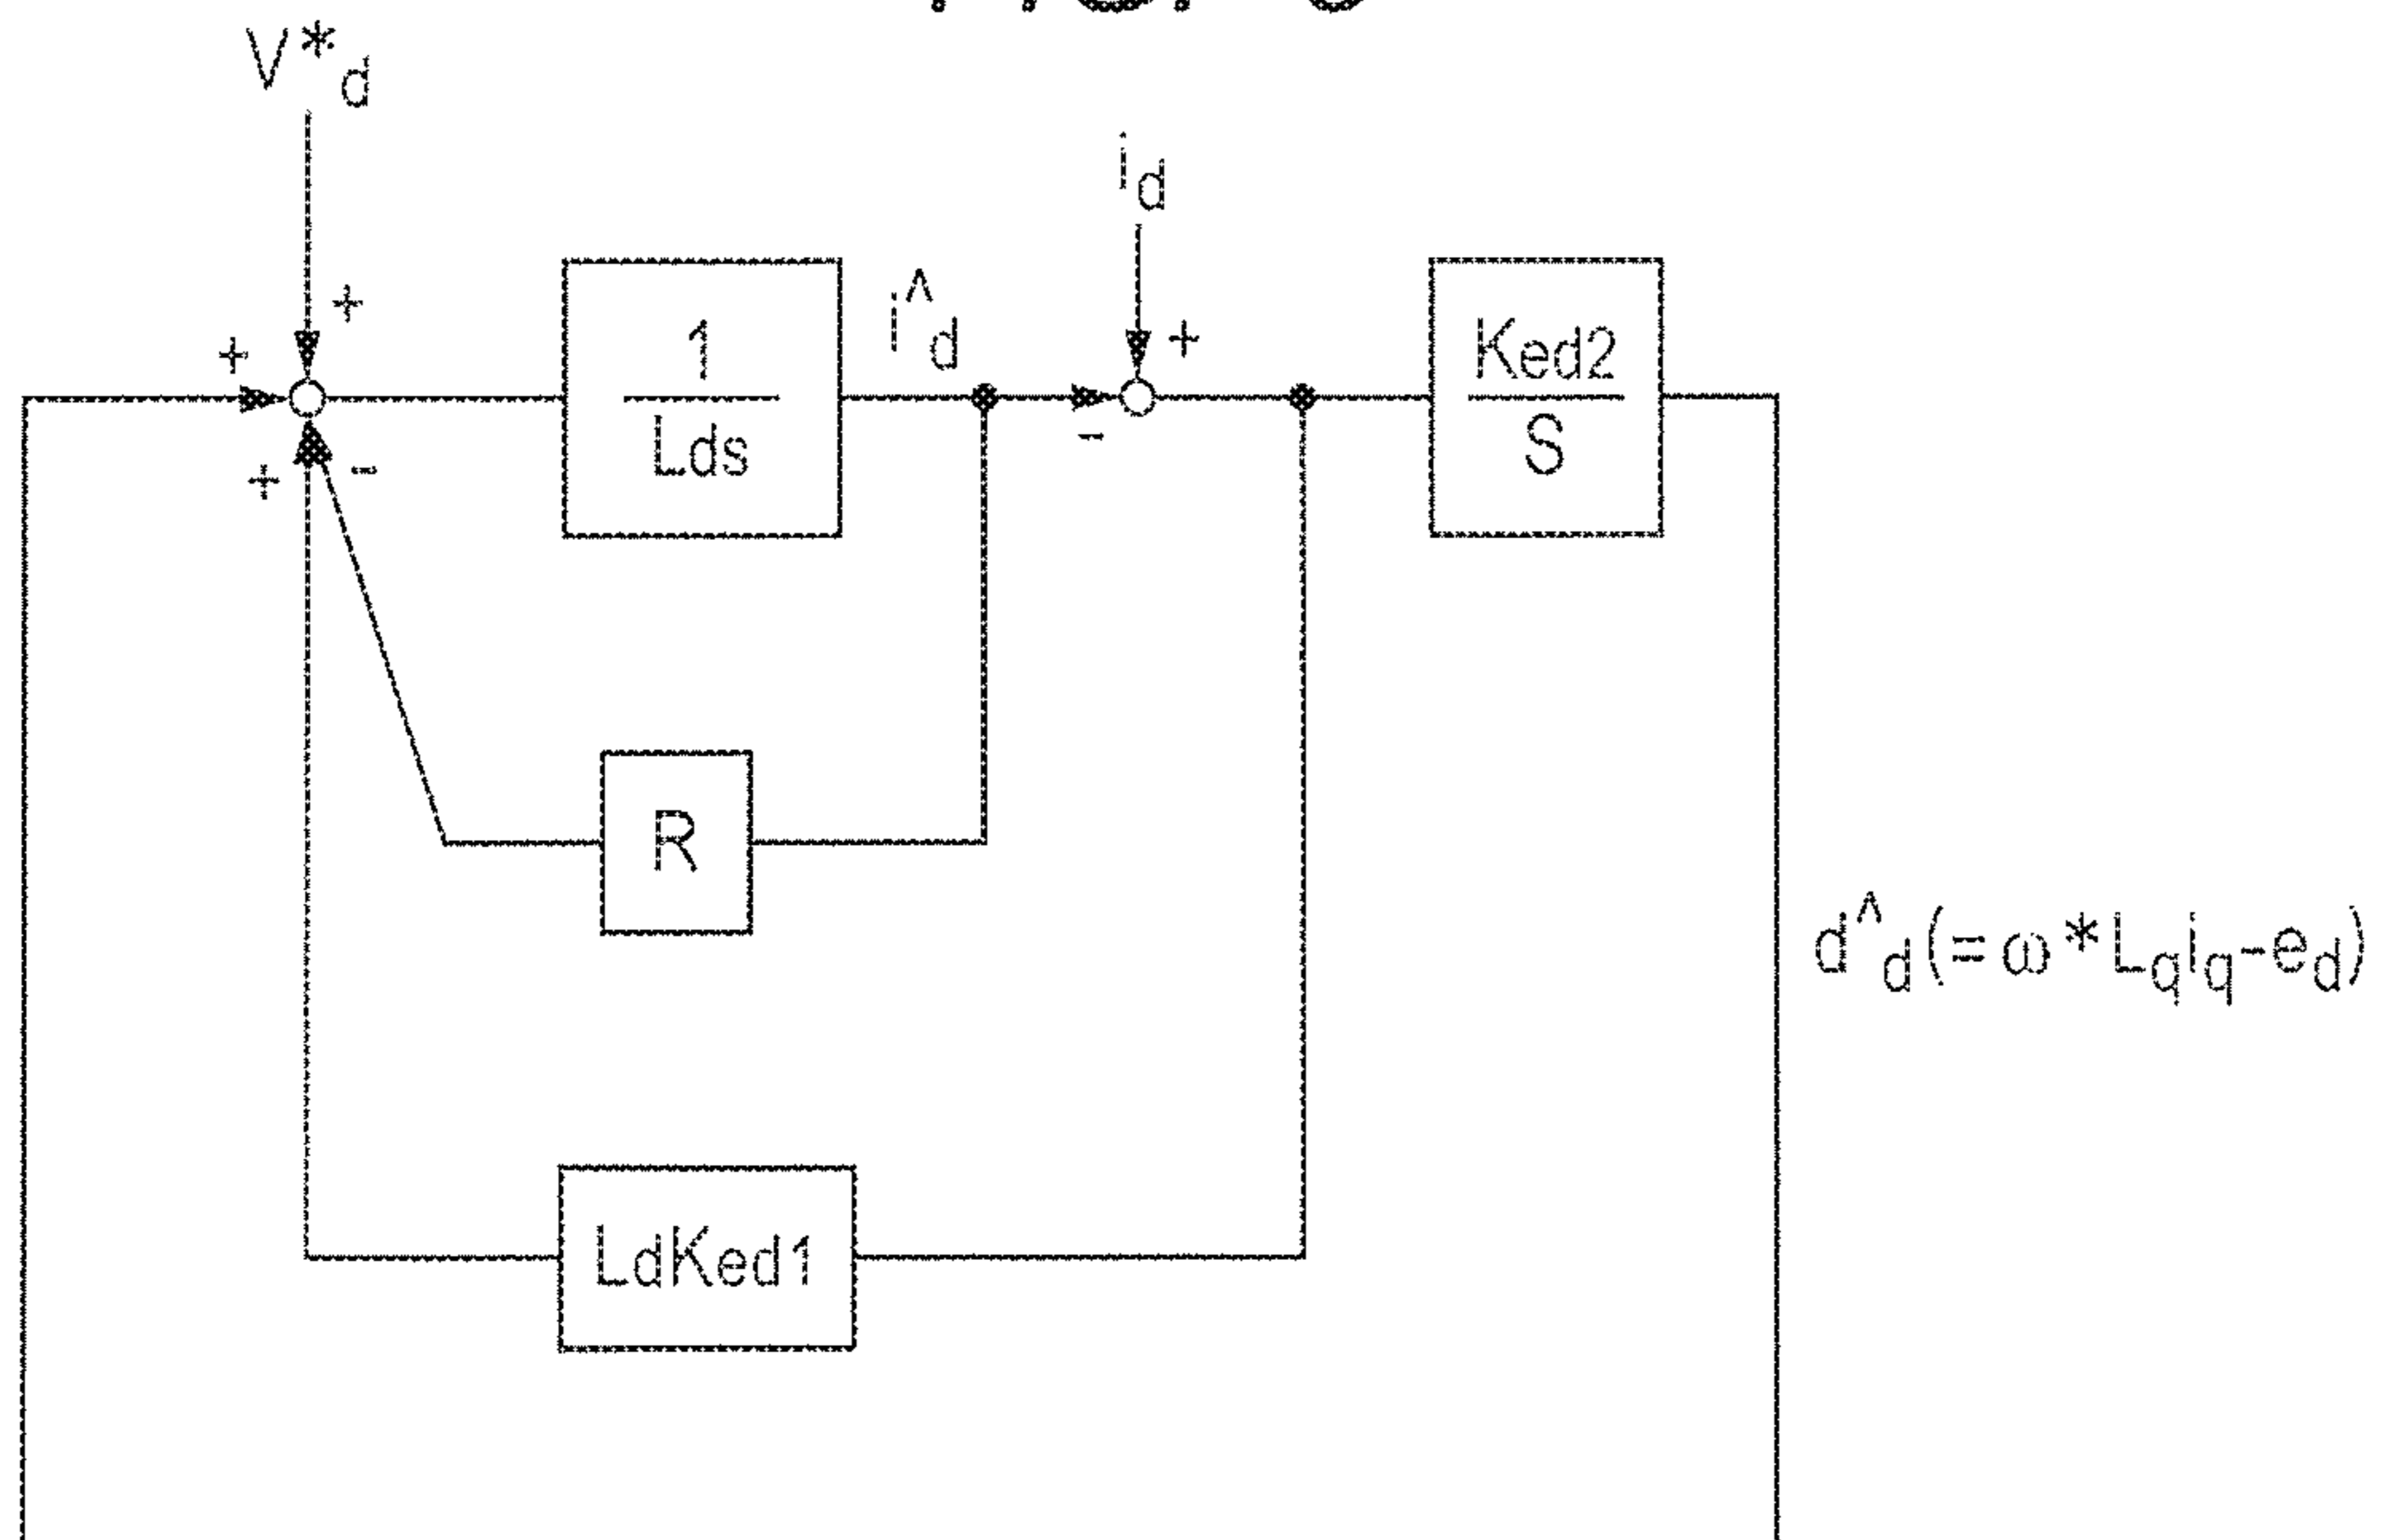 V*d
id
+
+
+
i^d
1
Lds
Ked2
S
-
+
-
R
d^d(=ω*Lqiq-ed)
LdKed1